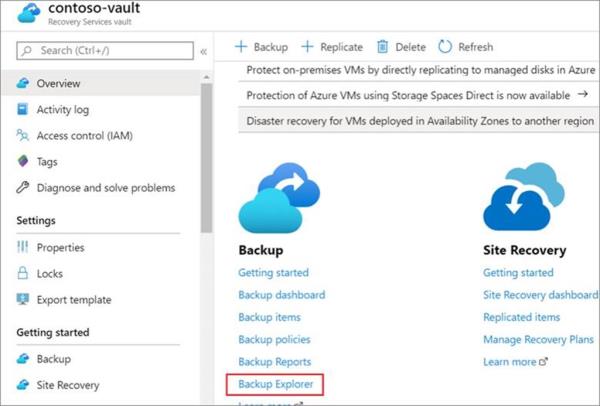 contoso-vault
Recovery Services vault
Search (Ctrl+/)
Overview
Activity log
Access control (IAM)
Tags
Diagnose and solve problems
Settings
Properties
Locks
Export template
Getting started
Backup
Site Recovery
Backup
Replicate
Delete
Refresh
Protect on-premises VMs by directly replicating to managed disks in Azure
Protection of Azure VMs using Storage Spaces Direct is now available →
Disaster recovery for VMs deployed in Availability Zones to another region
Backup
Getting started
Backup dashboard
Backup items
Backup policies
Backup Reports
Backup Explorer
Site Recovery
Getting started
Site Recovery dashboard
Replicated items
Manage Recovery Plans
Learn more